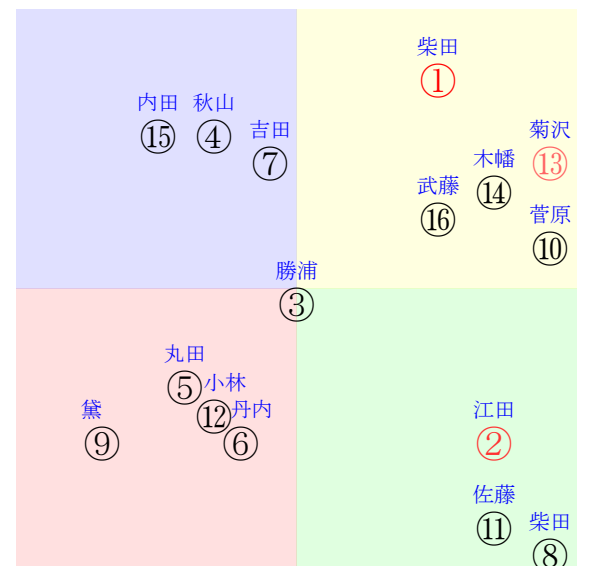 柴田
①
内田 秋山
⑮ ④
吉田
⑦
菊沢
⑬
木幡
⑭
武藤
⑯
菅原
⑩
勝浦
③
丸田
⑤
小林
⑫
丹内
⑥
黛
⑨
江田
②
佐藤
⑪
柴田
⑧